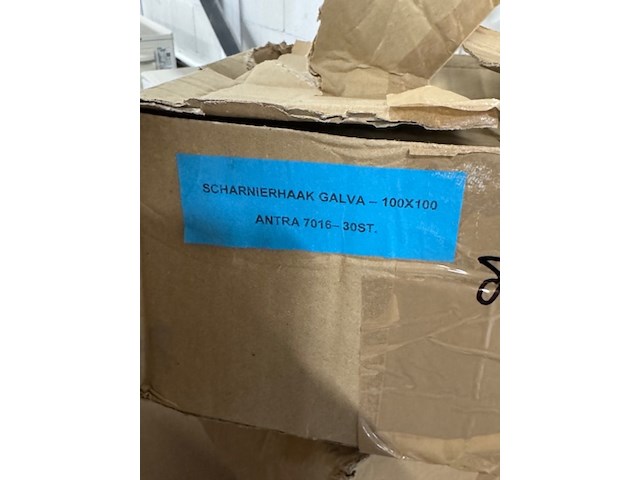 SCHARNIERHAAK GALVA – 100X100
ANTRA 7016– 30ST.